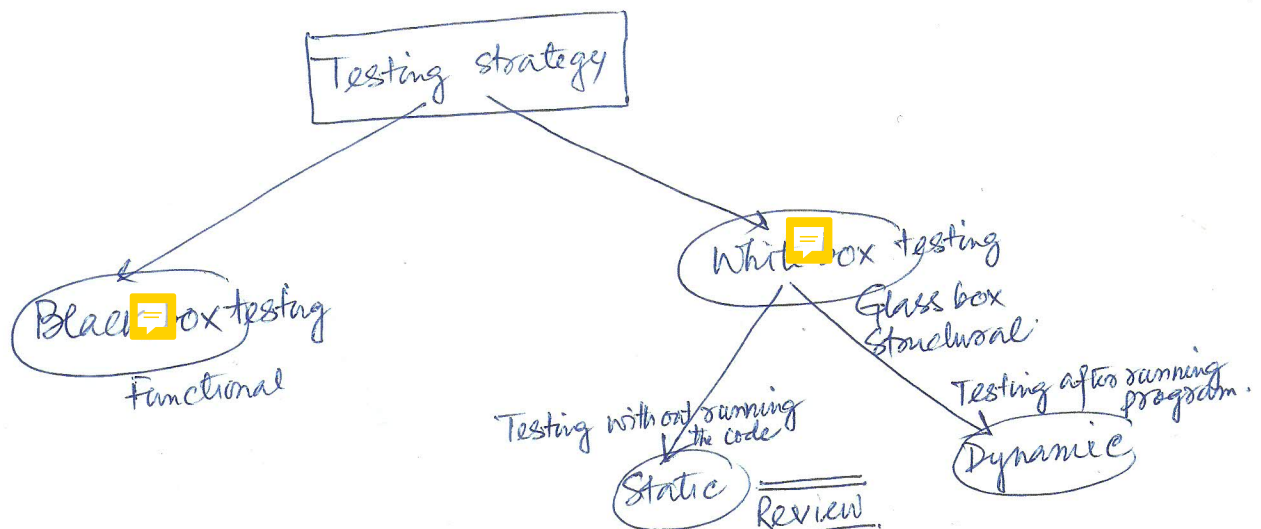 Testing strategy
Black box testing
Functional
White box testing
Glass box
Structural
Testing without running
the code
Static
Review
Testing after running
program.
Dynamic